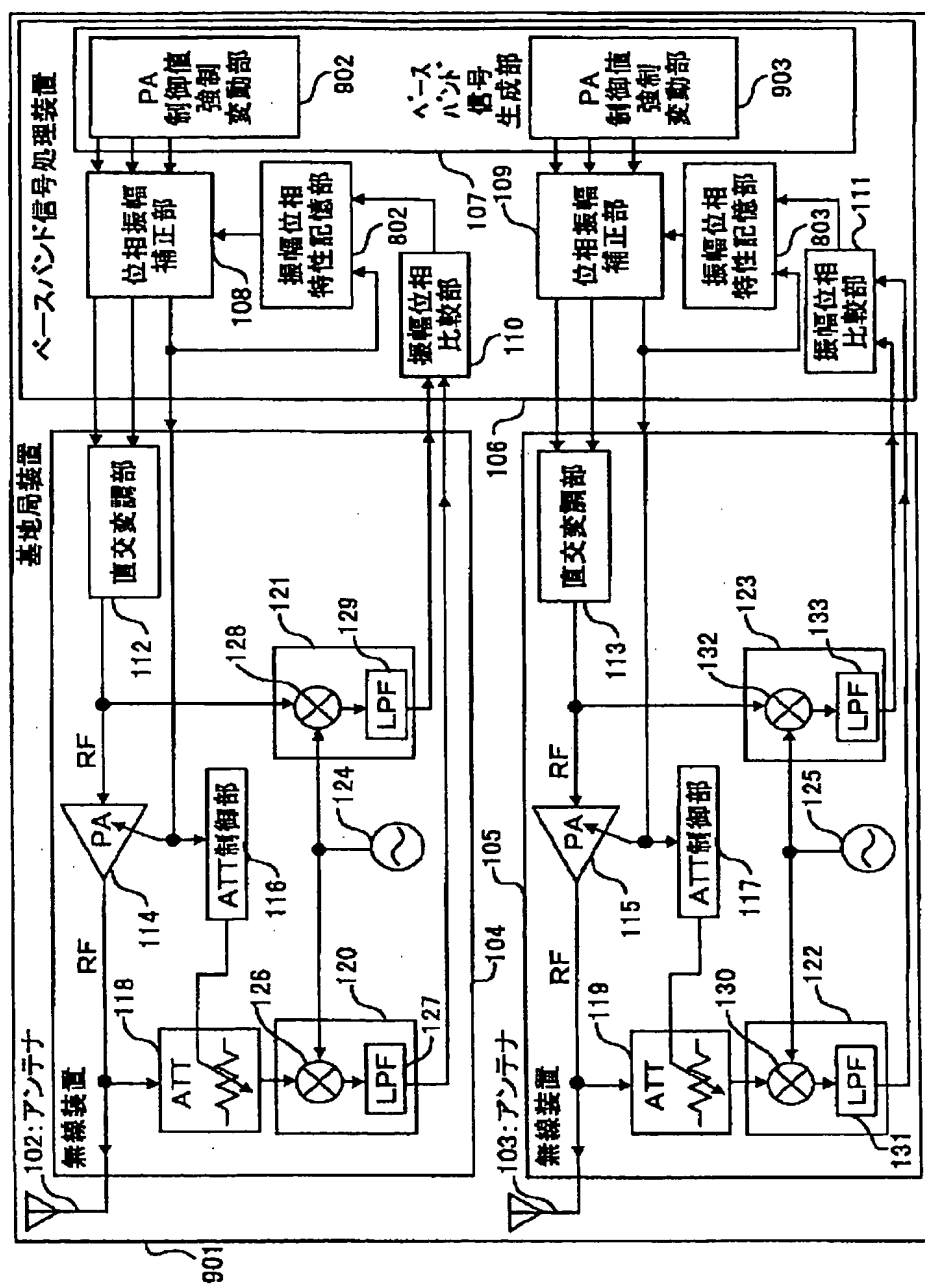 901
基地局装置
ベースバンド信号処理装置
102:アンテナ
無線装置
RF
PA
114
RF
112
直交変調部
118
ATT
116
ATT制御部
120
126
LPF
127
124
121
128
LPF
129
104
106
位相振幅
補正部
108
振幅位相
特性記憶部
802
振幅位相
比較部
110
PA
制御値
強制
変動部
902
ベース
バンド
信号
生成部
107
103:アンテナ
無線装置
RF
PA
115
RF
113
直交変調部
119
ATT
117
ATT制御部
122
130
LPF
131
125
123
132
LPF
133
105
位相振幅
補正部
109
振幅位相
特性記憶部
803
振幅位相
比較部
111
PA
制御値
強制
変動部
903